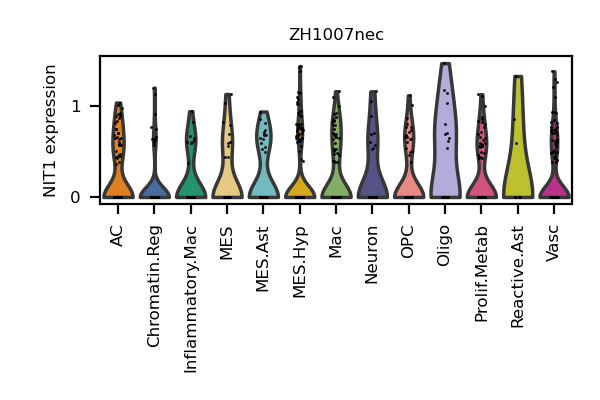 ZH1007nec
NIT1 expression
1
0
AC
Chromatin.Reg
Inflammatory.Mac
MES
MES.Ast
MES.Hyp
Mac
Neuron
OPC
Oligo
Prolif.Metab
Reactive.Ast
Vasc